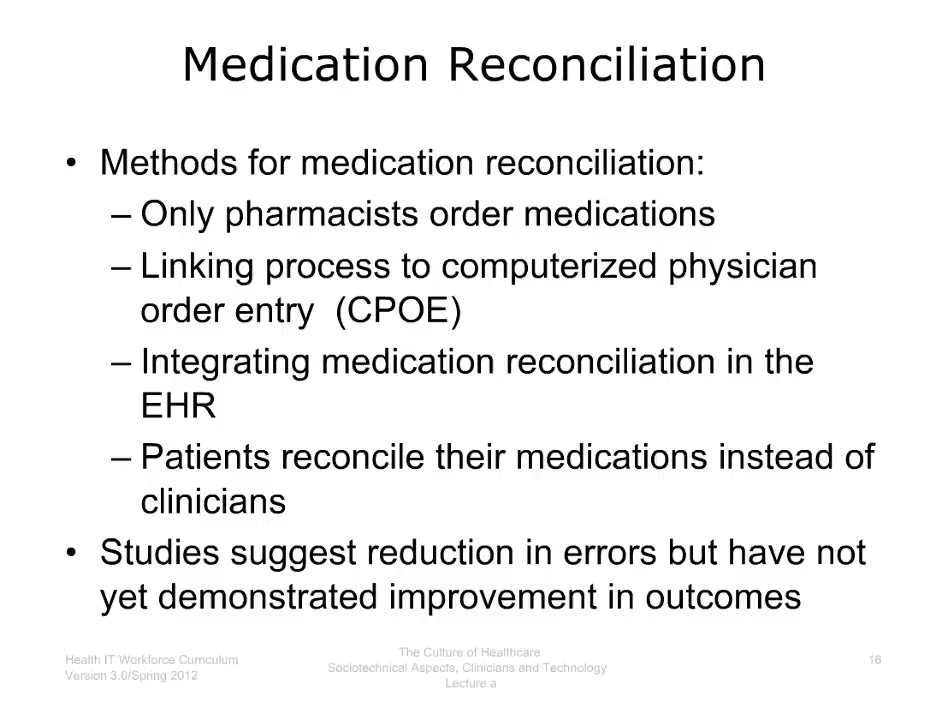 Medication Reconciliation
• Methods for medication reconciliation:
– Only pharmacists order medications
– Linking process to computerized physician
order entry (CPOE)
– Integrating medication reconciliation in the
EHR
– Patients reconcile their medications instead of
clinicians
• Studies suggest reduction in errors but have not
yet demonstrated improvement in outcomes
Health IT Workforce Curriculum
Version 3.0/Spring 2012
The Culture of Healthcare
Sociotechnical Aspects, Clinicians and Technology
Lecture a
16